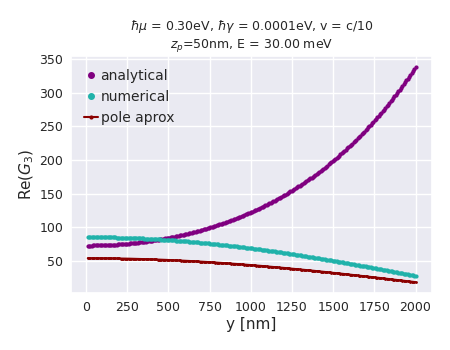 ℏμ = 0.30eV, ℏγ = 0.0001eV, v = c/10
z_p=50nm, E = 30.00 meV
350
300
250
200
150
100
50
Re(G_3)
analytical
numerical
pole aprox
0 250 500 750 1000 1250 1500 1750 2000
y [nm]